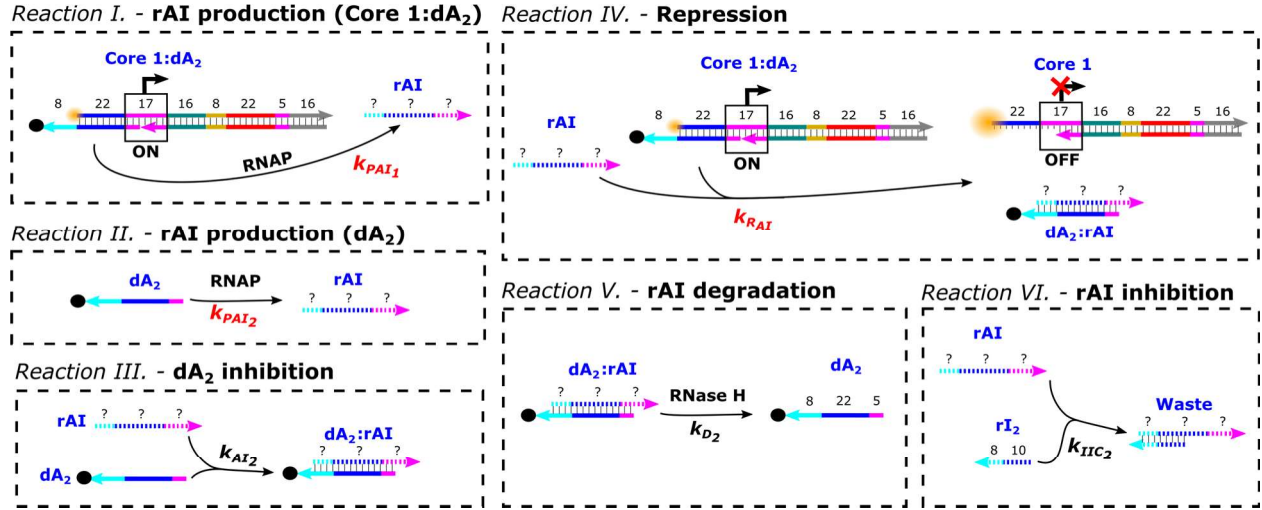 Reaction I. - rAI production (Core 1:dA2)
Core 1:dA2
8 22 17 16 8 22 5 16
rAI
? ? ?
ON
RNAP
kPAI1
Reaction II. - rAI production (dA2)
dA2
RNAP
kPAI2
rAI
? ? ?
Reaction III. - dA2 inhibition
rAI
? ? ?
dA2
kAI2
dA2:rAI
? ? ?
Reaction IV. - Repression
rAI
? ? ?
Core 1:dA2
8 22 17 16 8 22 5 16
ON
kRAI
Core 1
22 17 16 8 22 5 16
OFF
? ? ?
dA2:rAI
Reaction V. - rAI degradation
dA2:rAI
? ? ?
RNase H
kD2
dA2
8 22 5
Reaction VI. - rAI inhibition
rAI
? ? ?
rI2
8 10
kIIC2
Waste
? ? ?